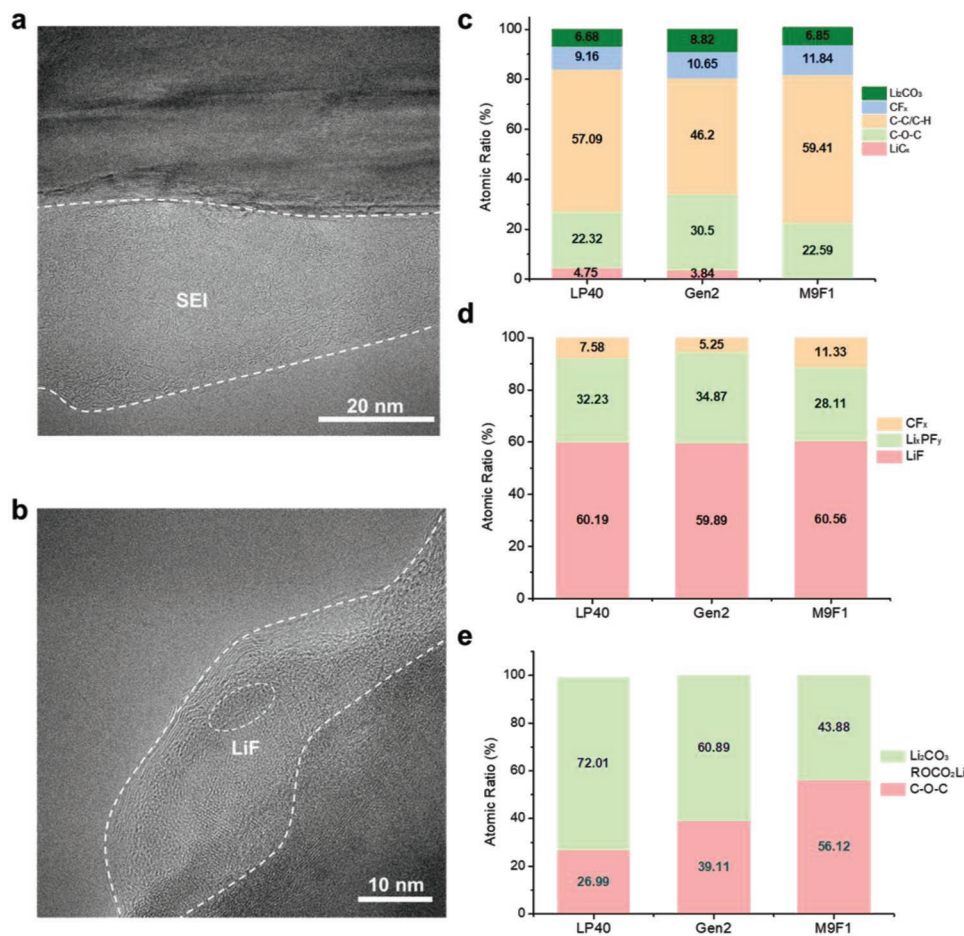 a
SEI
20 nm
b
LiF
10 nm
c
Atomic Ratio (%)
100
80
60
40
20
0
6.68
9.16
57.09
22.32
4.75
8.82
10.65
46.2
30.5
3.84
6.85
11.84
59.41
22.59
LP40
Gen2
M9F1
Li₂CO₃
CFₓ
C-C/C-H
C-O-C
LiCₓ
d
Atomic Ratio (%)
100
80
60
40
20
0
7.58
32.23
60.19
5.25
34.87
59.89
11.33
28.11
60.56
LP40
Gen2
M9F1
CFₓ
LiₓPFᵧ
LiF
e
Atomic Ratio (%)
100
80
60
40
20
0
72.01
26.99
60.89
39.11
43.88
56.12
LP40
Gen2
M9F1
Li₂CO₃
ROCO₂Li
C-O-C